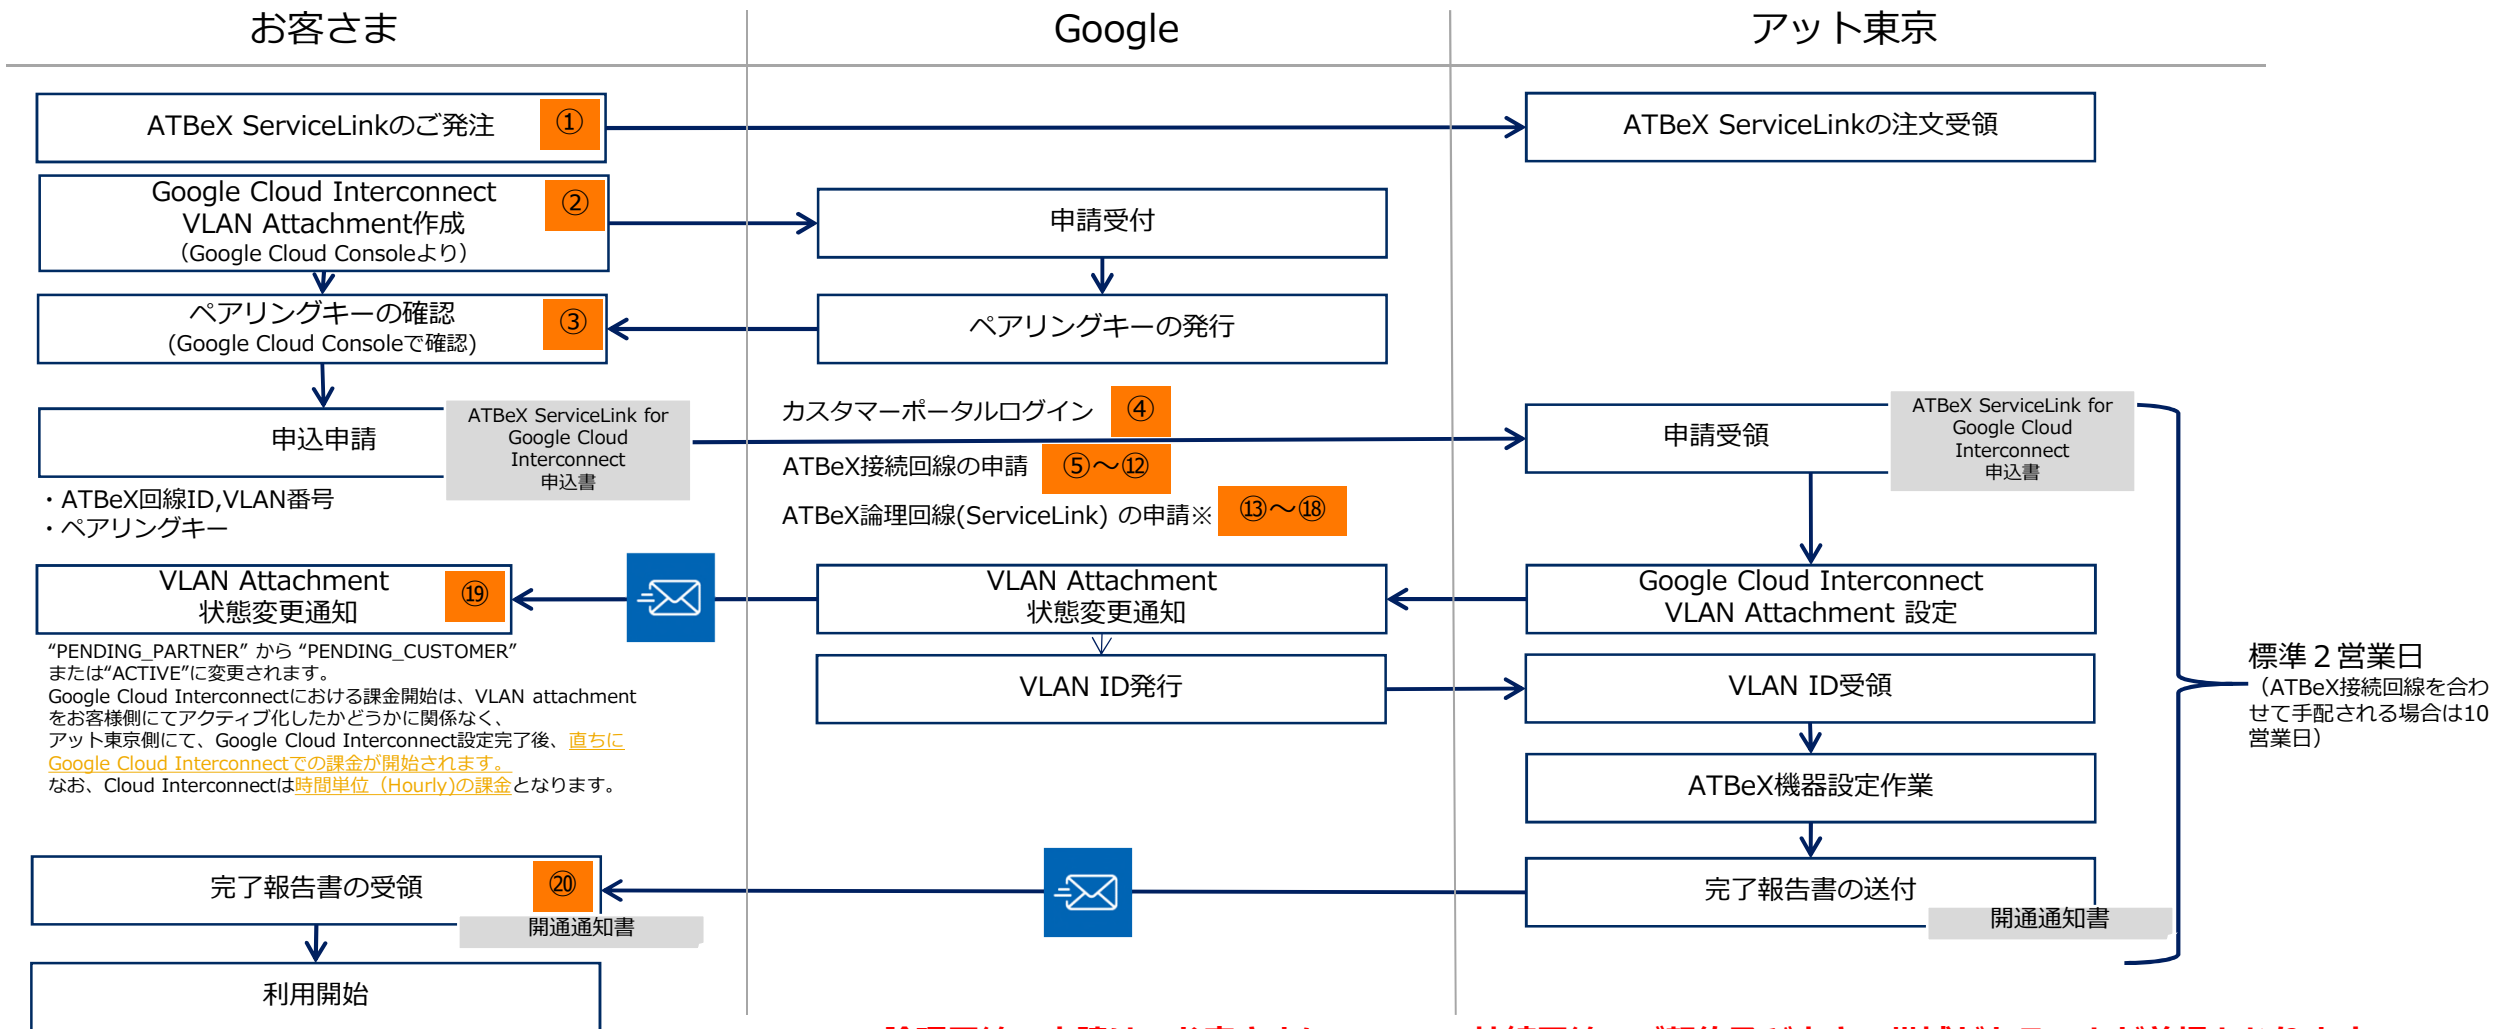 お客さま
Google
アット東京
ATBeX ServiceLinkのご発注
①
ATBeX ServiceLinkの注文受領
Google Cloud Interconnect
VLAN Attachment作成
（Google Cloud Consoleより）
②
申請受付
ペアリングキーの確認
(Google Cloud Consoleで確認)
③
ペアリングキーの発行
申込申請
ATBeX ServiceLink for
Google Cloud
Interconnect
申込書
・ATBeX回線ID,VLAN番号
・ペアリングキー
カスタマーポータルログイン
④
ATBeX接続回線の申請
⑤～⑫
ATBeX論理回線(ServiceLink) の申請※
⑬～⑱
申請受領
ATBeX ServiceLink for
Google Cloud
Interconnect
申込書
VLAN Attachment
状態変更通知
⑲
VLAN Attachment
状態変更通知
Google Cloud Interconnect
VLAN Attachment 設定
“PENDING_PARTNER” から “PENDING_CUSTOMER”
または“ACTIVE”に変更されます。
Google Cloud Interconnectにおける課金開始は、VLAN attachment
をお客様側にてアクティブ化したかどうかに関係なく、
アット東京側にて、Google Cloud Interconnect設定完了後、直ちに
Google Cloud Interconnectでの課金が開始されます。
なお、Cloud Interconnectは時間単位（Hourly)の課金となります。
VLAN ID発行
VLAN ID受領
標準２営業日
（ATBeX接続回線を合わ
せて手配される場合は10
営業日）
ATBeX機器設定作業
完了報告書の受領
⑳
開通通知書
完了報告書の送付
開通通知書
利用開始